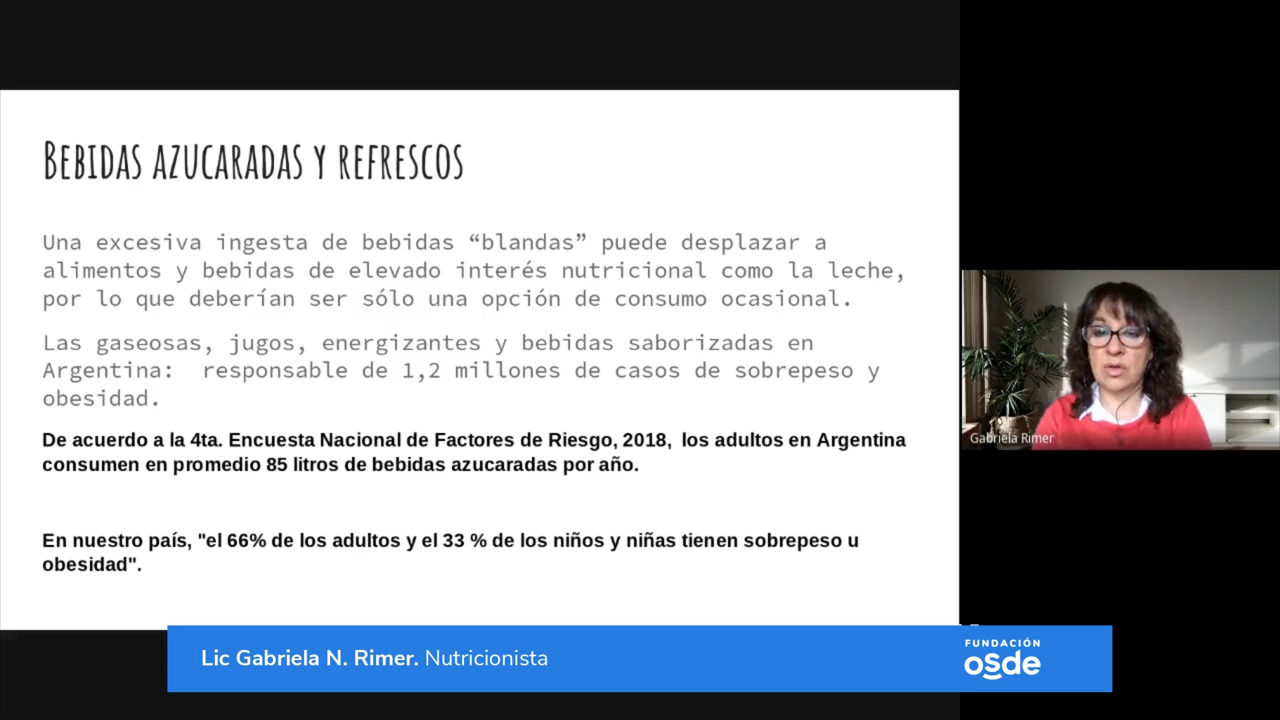 BEBIDAS AZUCARADAS Y REFRESCOS
Una excesiva ingesta de bebidas “blandas” puede desplazar a
alimentos y bebidas de elevado interés nutricional como la leche,
por lo que deberían ser sólo una opción de consumo ocasional.
Las gaseosas, jugos, energizantes y bebidas saborizadas en
Argentina: responsable de 1,2 millones de casos de sobrepeso y
obesidad.
De acuerdo a la 4ta. Encuesta Nacional de Factores de Riesgo, 2018, los adultos en Argentina
consumen en promedio 85 litros de bebidas azucaradas por año.
En nuestro país, "el 66% de los adultos y el 33 % de los niños y niñas tienen sobrepeso u
obesidad".
Gabriela Rimer
Lic Gabriela N. Rimer. Nutricionista
FUNDACIÓN
osde